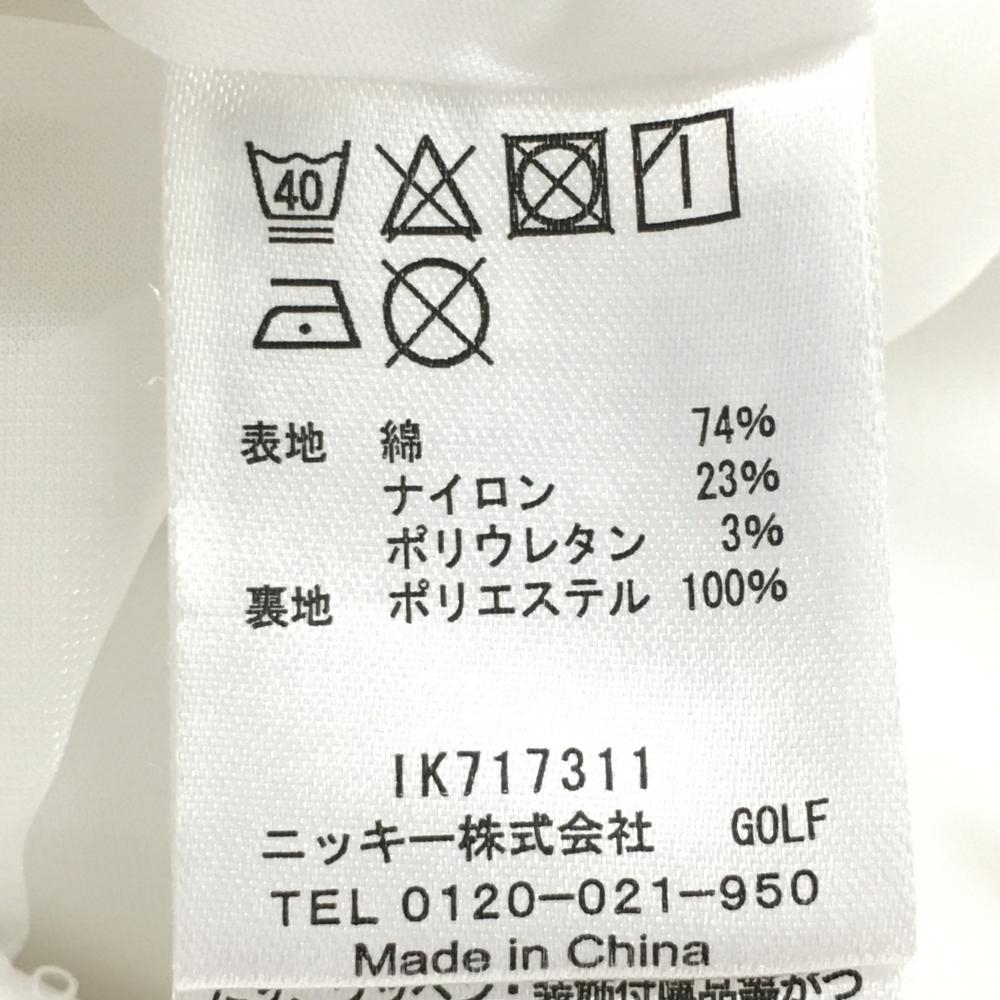 40
表地 綿 74%
ナイロン 23%
ポリウレタン 3%
裏地 ポリエステル 100%
IK717311
ニッキー株式会社 GOLF
TEL 0120-021-950
Made in China